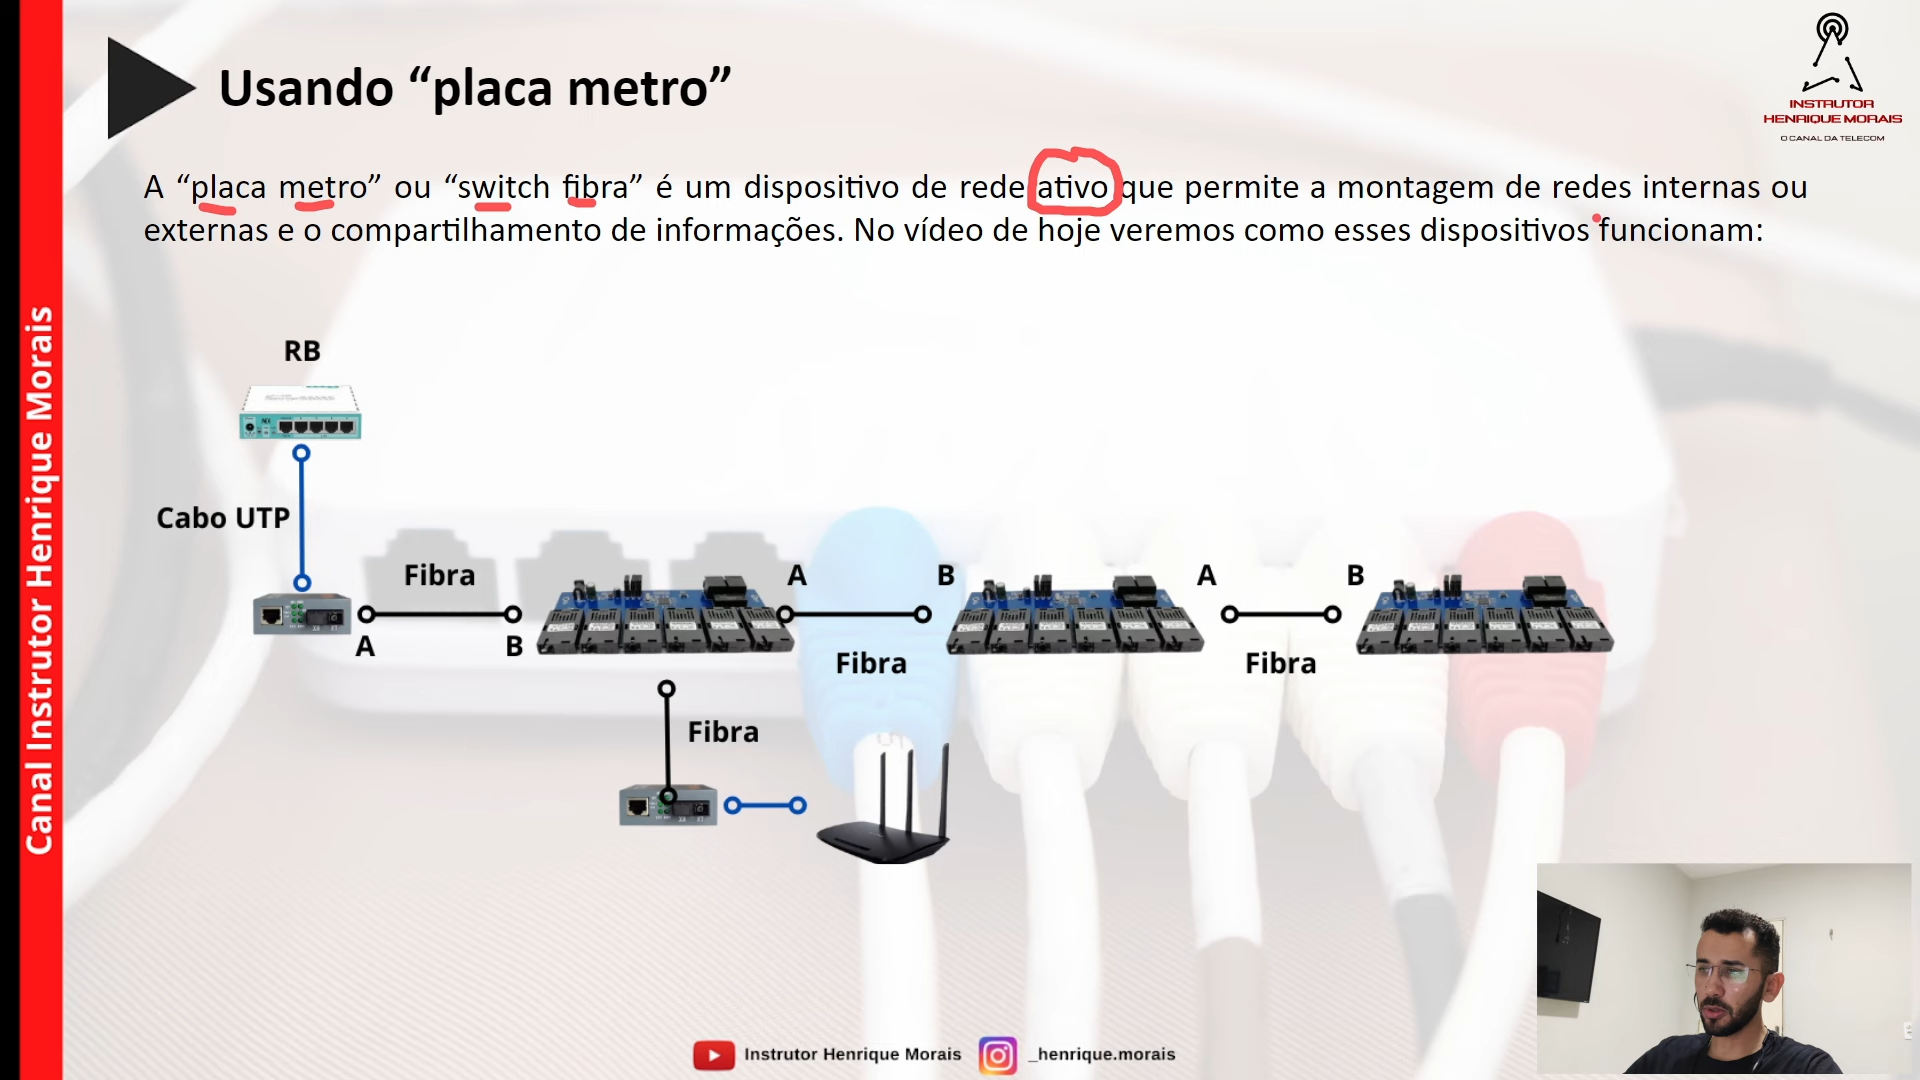 Usando “placa metro”
INSTRUTOR
HENRIQUE MORAIS
O CANAL DA TELECOM
A “placa metro” ou “switch fibra” é um dispositivo de rede ativo que permite a montagem de redes internas ou
externas e o compartilhamento de informações. No vídeo de hoje veremos como esses dispositivos funcionam:
Canal Instrutor Henrique Morais
RB
Cabo UTP
Fibra
A
B
A
B
A
B
Fibra
Fibra
Fibra
Instrutor Henrique Morais
_henrique.morais